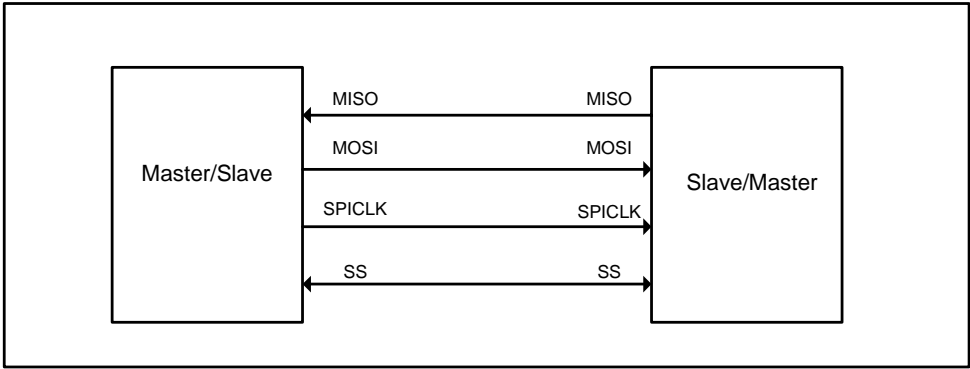 MISO MISO
MOSI MOSI
Master/Slave Slave/Master
SPICLK SPICLK
SS SS